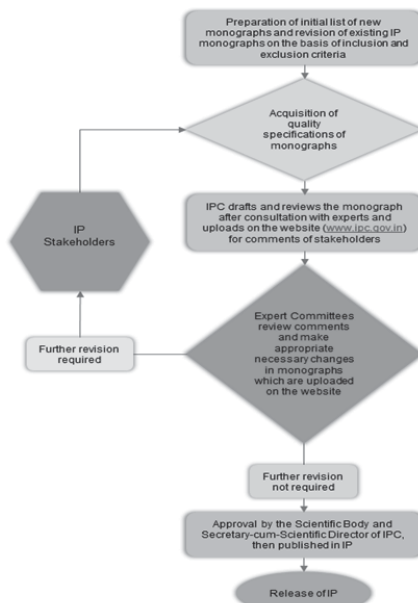 Preparation of initial list of new
monographs and revision of existing IP
monographs on the basis of inclusion and
exclusion criteria
Acquisition of
quality
specifications of
monographs
IPC drafts and reviews the monograph
after consultation with experts and
uploads on the website (www.ipc.gov.in)
for comments of stakeholders
IP
Stakeholders
Expert Committees
review comments
and make
appropriate
necessary changes
in monographs
which are uploaded
on the website
Further revision
required
Further revision
not required
Approval by the Scientific Body and
Secretary-cum-Scientific Director of IPC,
then published in IP
Release of IP